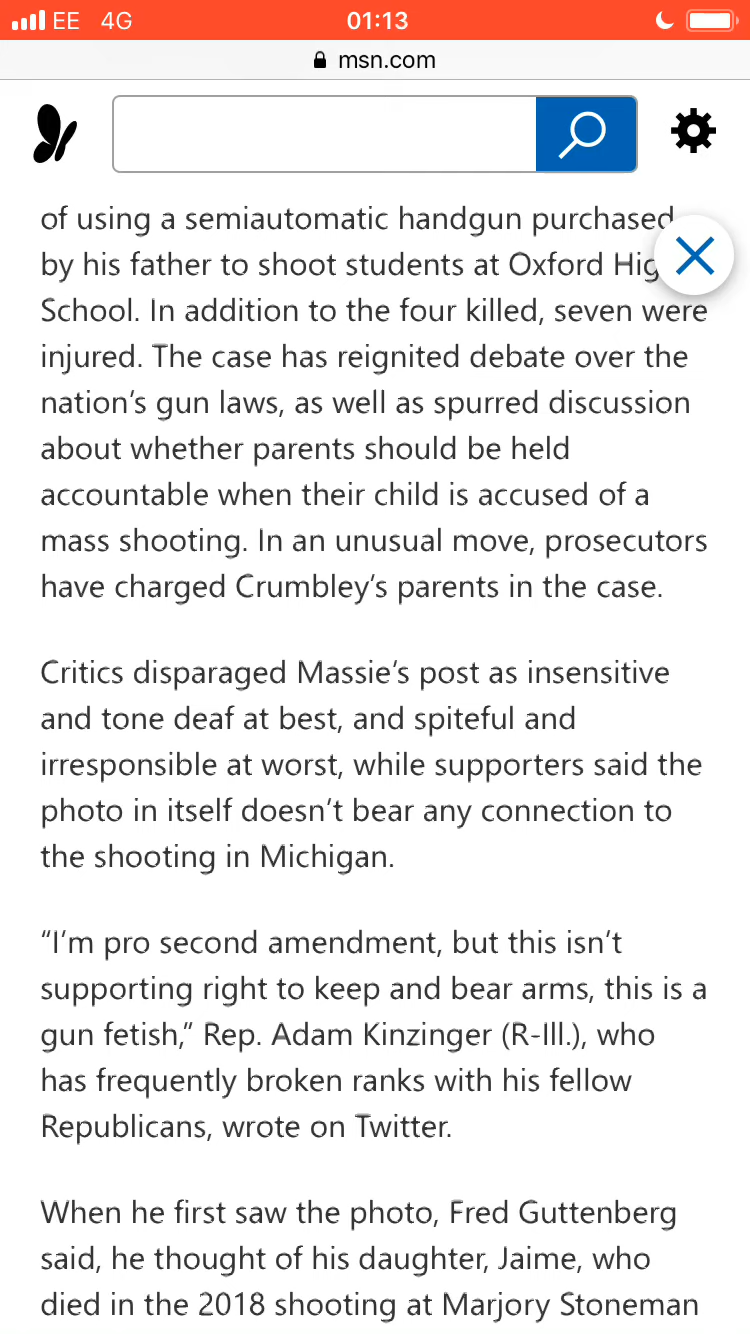 EE 4G 01:13
msn.com
of using a semiautomatic handgun purchased
by his father to shoot students at Oxford Hig
School. In addition to the four killed, seven were
injured. The case has reignited debate over the
nation’s gun laws, as well as spurred discussion
about whether parents should be held
accountable when their child is accused of a
mass shooting. In an unusual move, prosecutors
have charged Crumbley’s parents in the case.
Critics disparaged Massie’s post as insensitive
and tone deaf at best, and spiteful and
irresponsible at worst, while supporters said the
photo in itself doesn’t bear any connection to
the shooting in Michigan.
“I’m pro second amendment, but this isn’t
supporting right to keep and bear arms, this is a
gun fetish,” Rep. Adam Kinzinger (R-Ill.), who
has frequently broken ranks with his fellow
Republicans, wrote on Twitter.
When he first saw the photo, Fred Guttenberg
said, he thought of his daughter, Jaime, who
died in the 2018 shooting at Marjory Stoneman